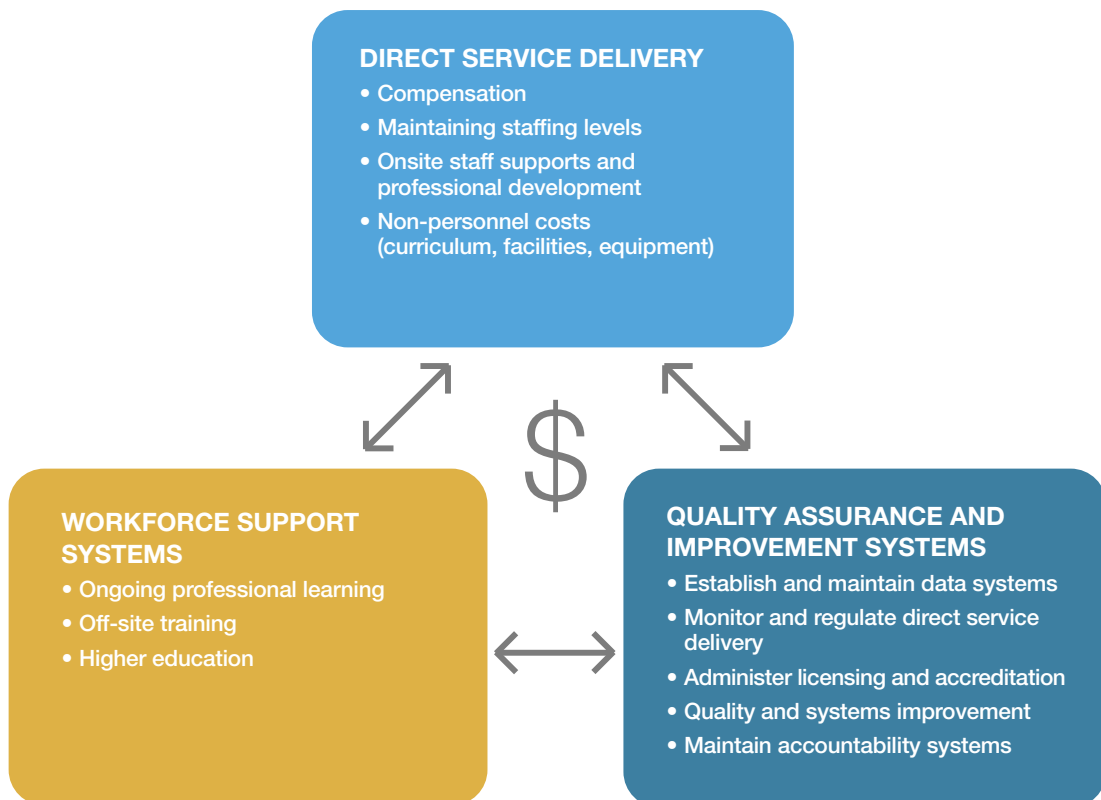 DIRECT SERVICE DELIVERY
• Compensation
• Maintaining staffing levels
• Onsite staff supports and
professional development
• Non-personnel costs
(curriculum, facilities, equipment)
$
WORKFORCE SUPPORT
SYSTEMS
• Ongoing professional learning
• Off-site training
• Higher education
QUALITY ASSURANCE AND
IMPROVEMENT SYSTEMS
• Establish and maintain data systems
• Monitor and regulate direct service
delivery
• Administer licensing and accreditation
• Quality and systems improvement
• Maintain accountability systems